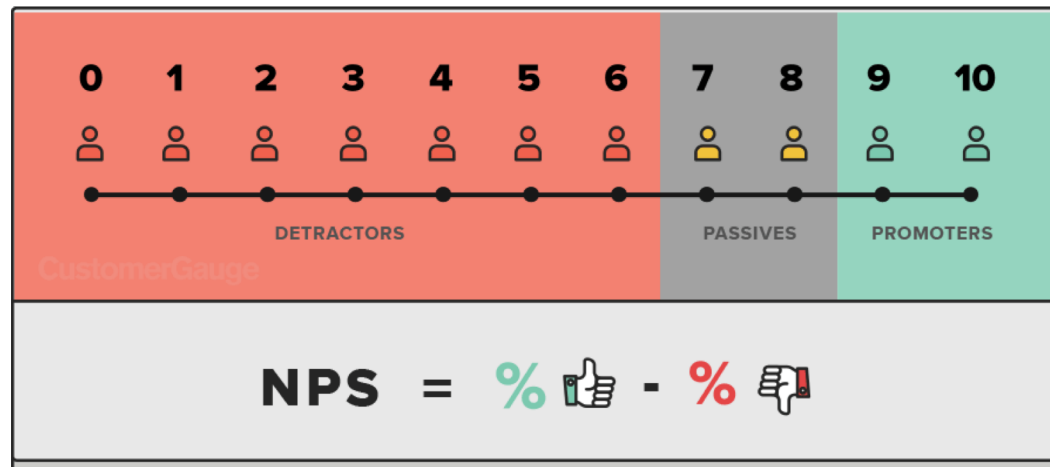 0 1 2 3 4 5 6 7 8 9 10
DETRACTORS PASSIVES PROMOTERS
CustomerGauge
NPS = % - %